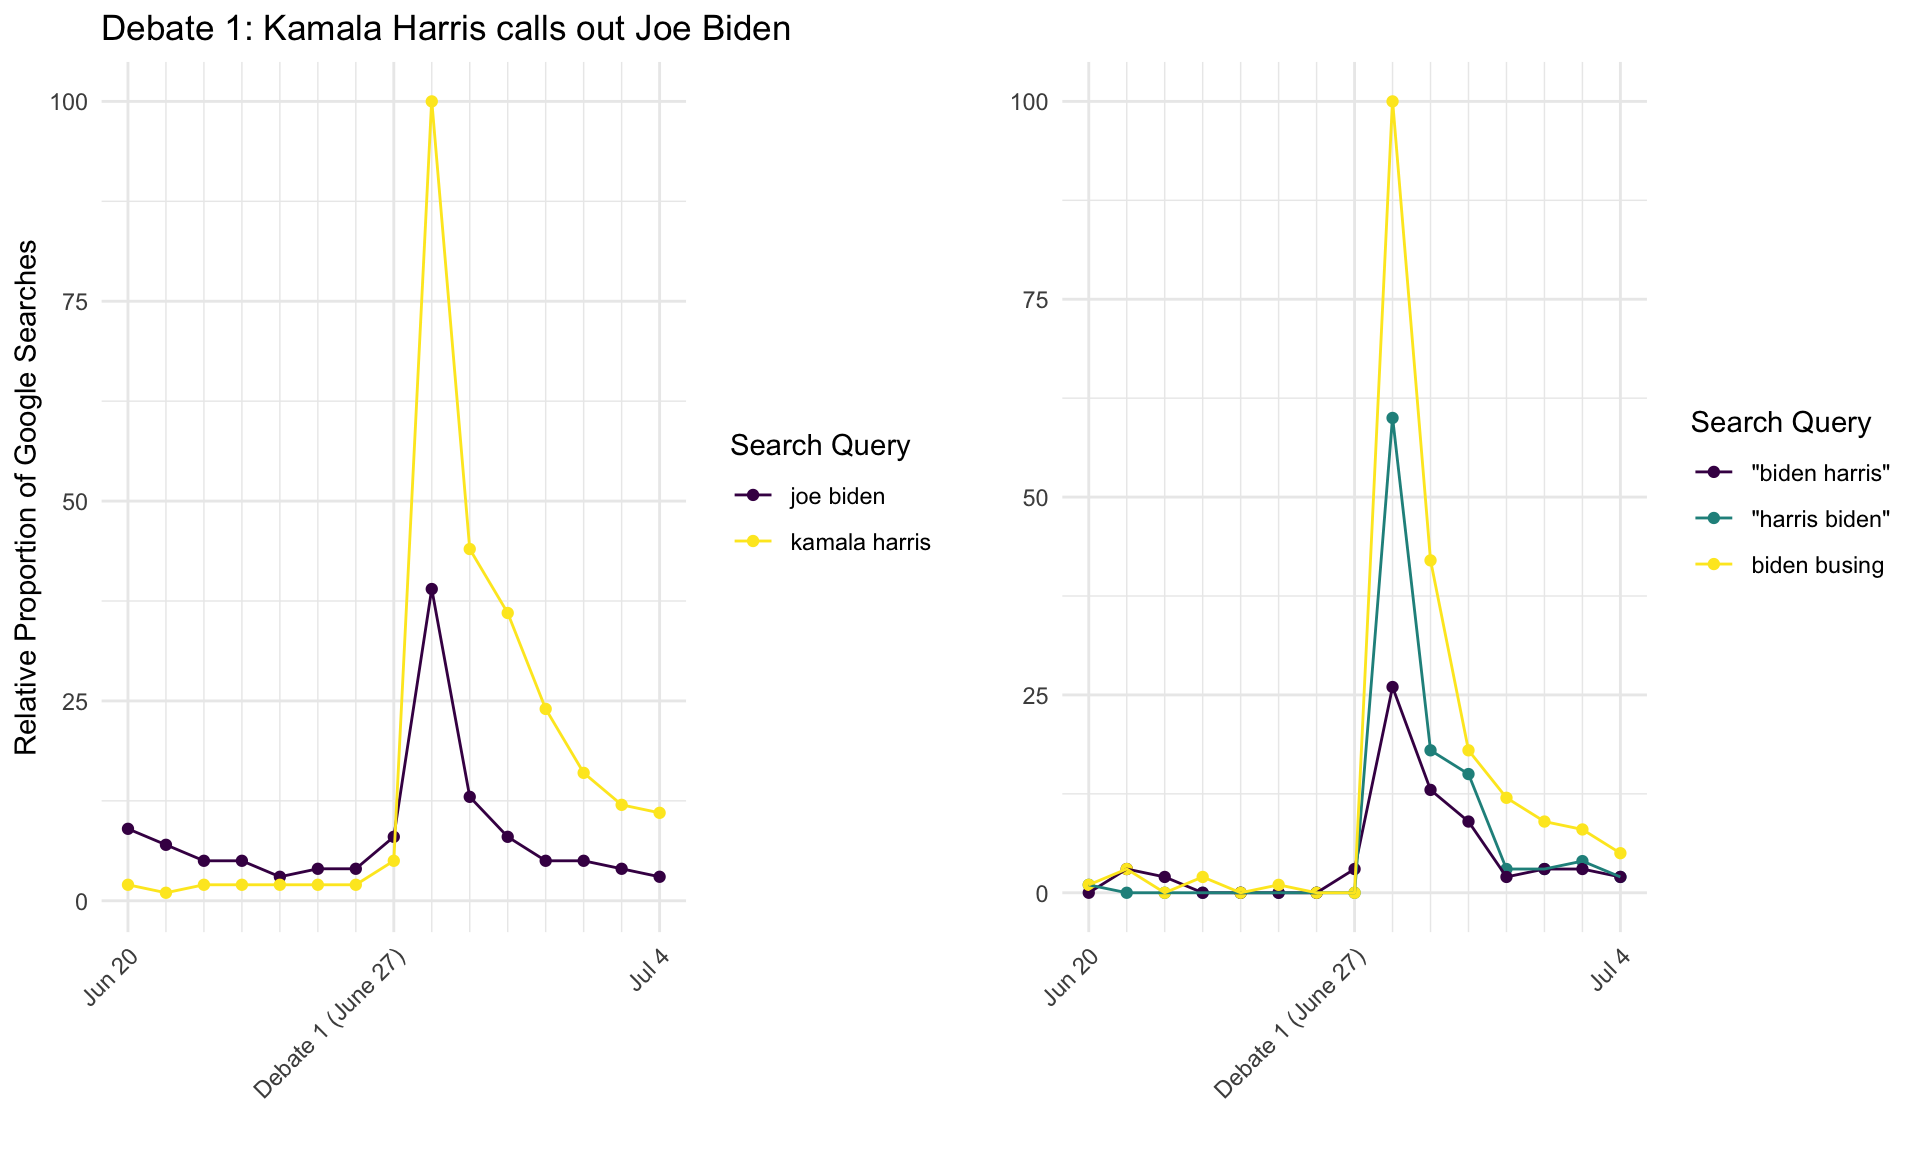 Debate 1: Kamala Harris calls out Joe Biden
Relative Proportion of Google Searches
100
75
50
25
0
Jun 20
Debate 1 (June 27)
Jul 4
Search Query
joe biden
kamala harris
100
75
50
25
0
Jun 20
Debate 1 (June 27)
Jul 4
Search Query
"biden harris"
"harris biden"
biden busing